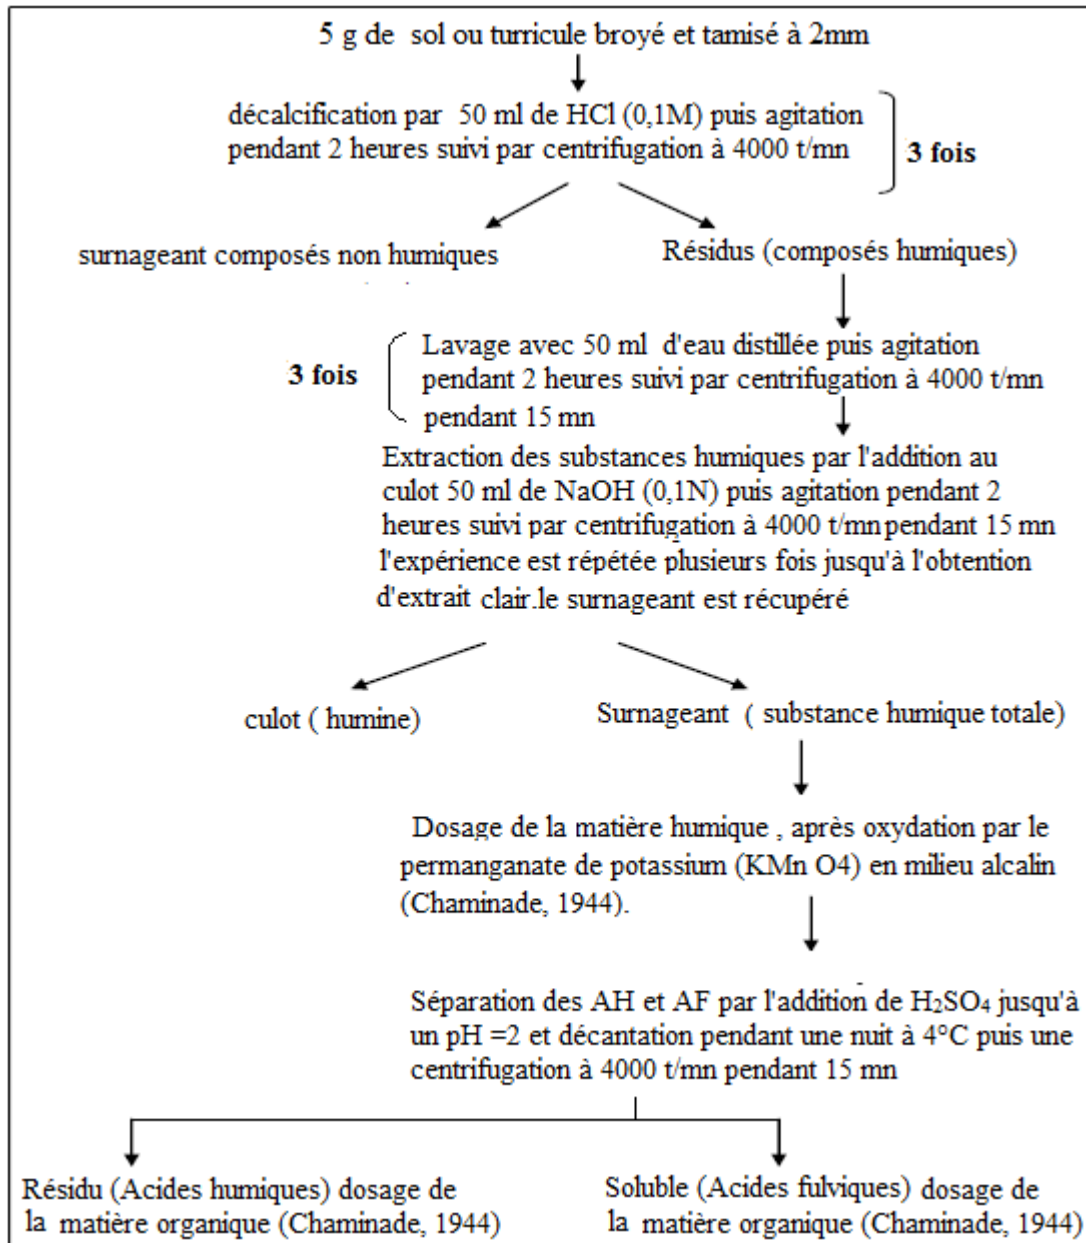 5 g de sol ou turricule broyé et tamisé à 2mm
décalcification par 50 ml de HCl (0,1M) puis agitation
pendant 2 heures suivi par centrifugation à 4000 t/mn
3 fois
surnageant composés non humiques
Résidus (composés humiques)
3 fois
Lavage avec 50 ml d'eau distillée puis agitation
pendant 2 heures suivi par centrifugation à 4000 t/mn
pendant 15 mn
Extraction des substances humiques par l'addition au
culot 50 ml de NaOH (0,1N) puis agitation pendant 2
heures suivi par centrifugation à 4000 t/mn pendant 15 mn
l'expérience est répétée plusieurs fois jusqu'à l'obtention
d'extrait clair.le surnageant est récupéré
culot ( humine)
Surnageant ( substance humique totale)
Dosage de la matière humique , après oxydation par le
permanganate de potassium (KMn O4) en milieu alcalin
(Chaminade, 1944).
Séparation des AH et AF par l'addition de H₂SO₄ jusqu'à
un pH =2 et décantation pendant une nuit à 4°C puis une
centrifugation à 4000 t/mn pendant 15 mn
Résidu (Acides humiques) dosage de
la matière organique (Chaminade, 1944)
Soluble (Acides fulviques) dosage de
la matière organique (Chaminade, 1944)